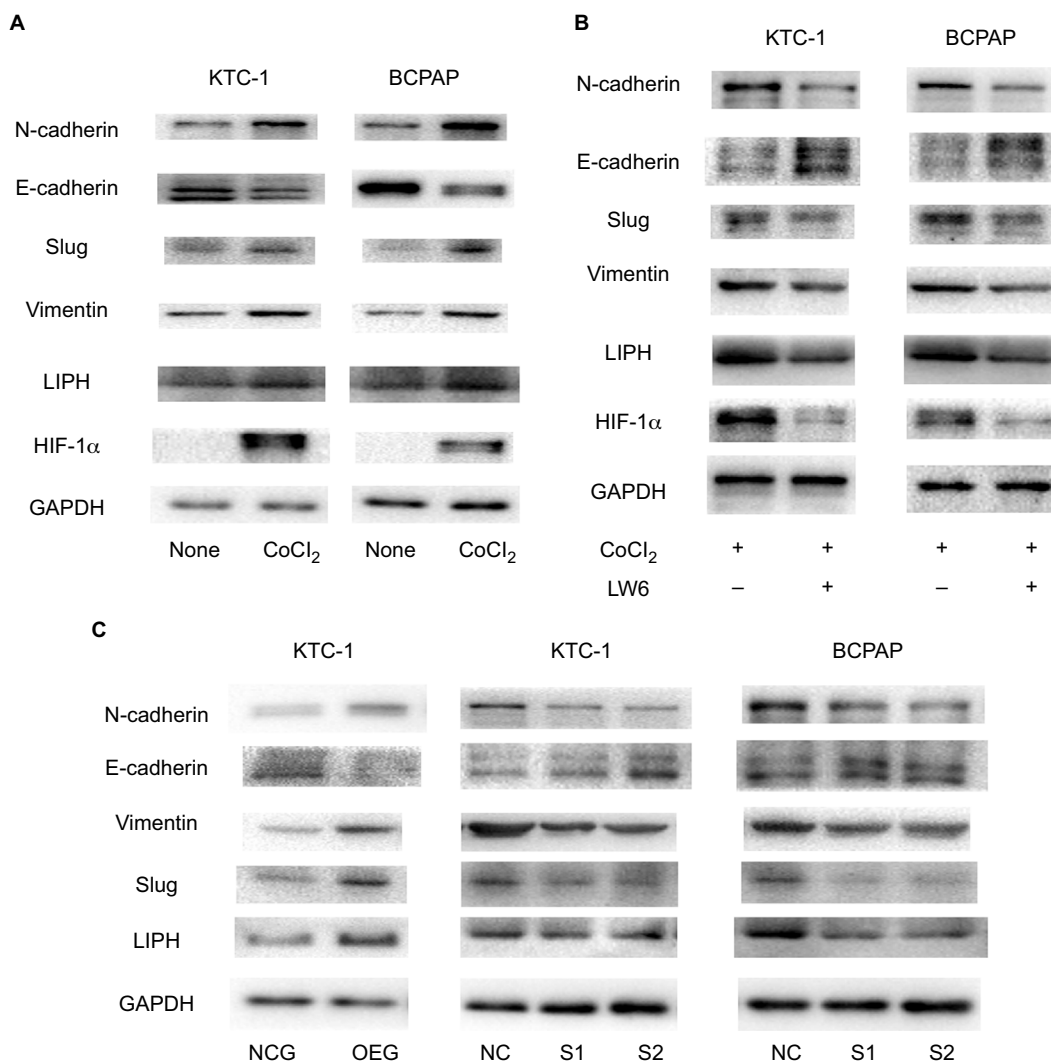 A
KTC-1 BCPAP
N-cadherin
E-cadherin
Slug
Vimentin
LIPH
HIF-1α
GAPDH
None CoCl₂ None CoCl₂
B
KTC-1 BCPAP
N-cadherin
E-cadherin
Slug
Vimentin
LIPH
HIF-1α
GAPDH
CoCl₂ + + + +
LW6 – + – +
C
KTC-1 KTC-1 BCPAP
N-cadherin
E-cadherin
Vimentin
Slug
LIPH
GAPDH
NCG OEG NC S1 S2 NC S1 S2